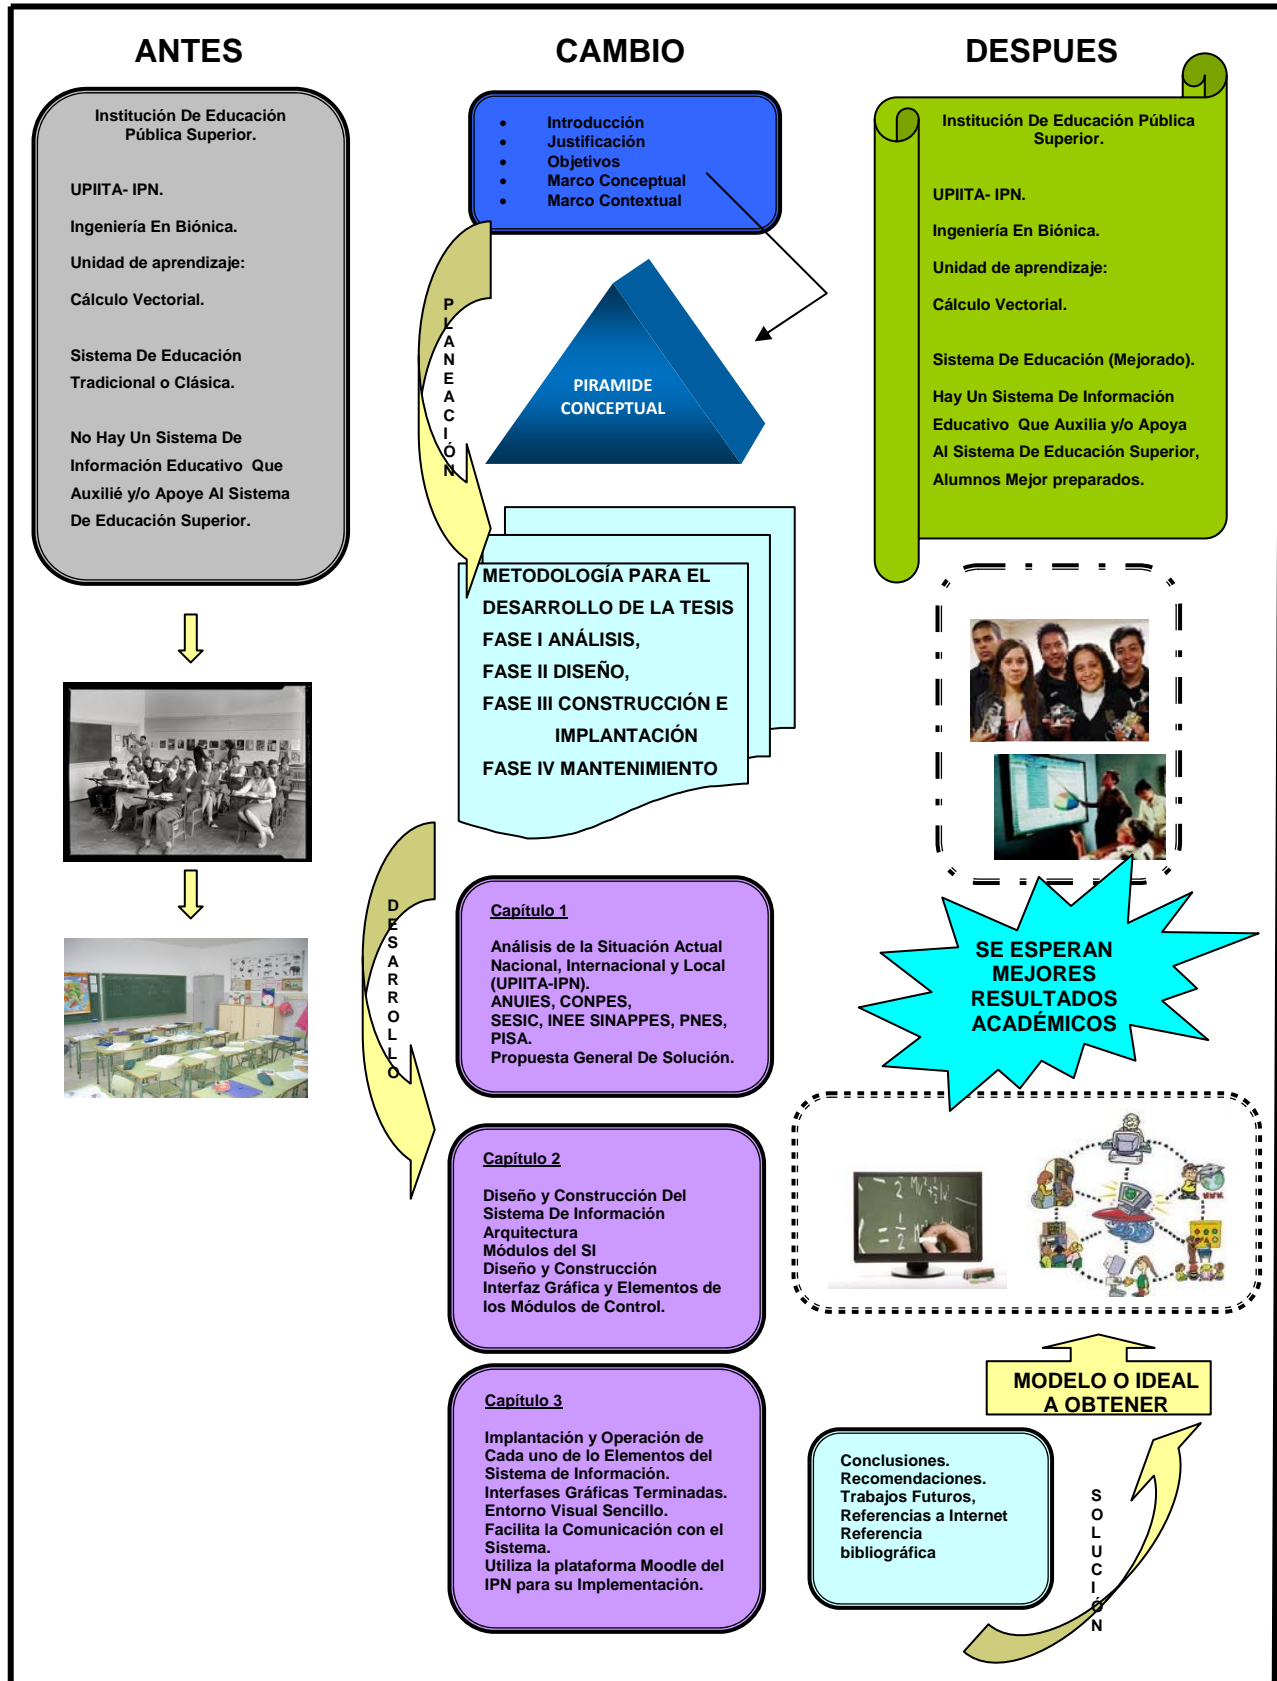 ANTES
CAMBIO
DESPUES
Institución De Educación
Pública Superior.
UPIITA- IPN.
Ingeniería En Biónica.
Unidad de aprendizaje:
Cálculo Vectorial.
Sistema De Educación
Tradicional o Clásica.
No Hay Un Sistema De
Información Educativo Que
Auxilié y/o Apoye Al Sistema
De Educación Superior.
• Introducción
• Justificación
• Objetivos
• Marco Conceptual
• Marco Contextual
PLANEACIÓN
PIRAMIDE
CONCEPTUAL
METODOLOGÍA PARA EL
DESARROLLO DE LA TESIS
FASE I ANÁLISIS,
FASE II DISEÑO,
FASE III CONSTRUCCIÓN E
IMPLANTACIÓN
FASE IV MANTENIMIENTO
DESARROLLO
Capítulo 1
Análisis de la Situación Actual
Nacional, Internacional y Local
(UPIITA-IPN).
ANUIES, CONPES,
SESIC, INEE SINAPPES, PNES,
PISA.
Propuesta General De Solución.
Capítulo 2
Diseño y Construcción Del
Sistema De Información
Arquitectura
Módulos del SI
Diseño y Construcción
Interfaz Gráfica y Elementos de
los Módulos de Control.
Capítulo 3
Implantación y Operación de
Cada uno de lo Elementos del
Sistema de Información.
Interfases Gráficas Terminadas.
Entorno Visual Sencillo.
Facilita la Comunicación con el
Sistema.
Utiliza la plataforma Moodle del
IPN para su Implementación.
Institución De Educación Pública
Superior.
UPIITA- IPN.
Ingeniería En Biónica.
Unidad de aprendizaje:
Cálculo Vectorial.
Sistema De Educación (Mejorado).
Hay Un Sistema De Información
Educativo Que Auxilia y/o Apoya
Al Sistema De Educación Superior,
Alumnos Mejor preparados.
SE ESPERAN
MEJORES
RESULTADOS
ACADÉMICOS
WWW
MODELO O IDEAL
A OBTENER
Conclusiones.
Recomendaciones.
Trabajos Futuros,
Referencias a Internet
Referencia
bibliográfica
SOLUCIÓN